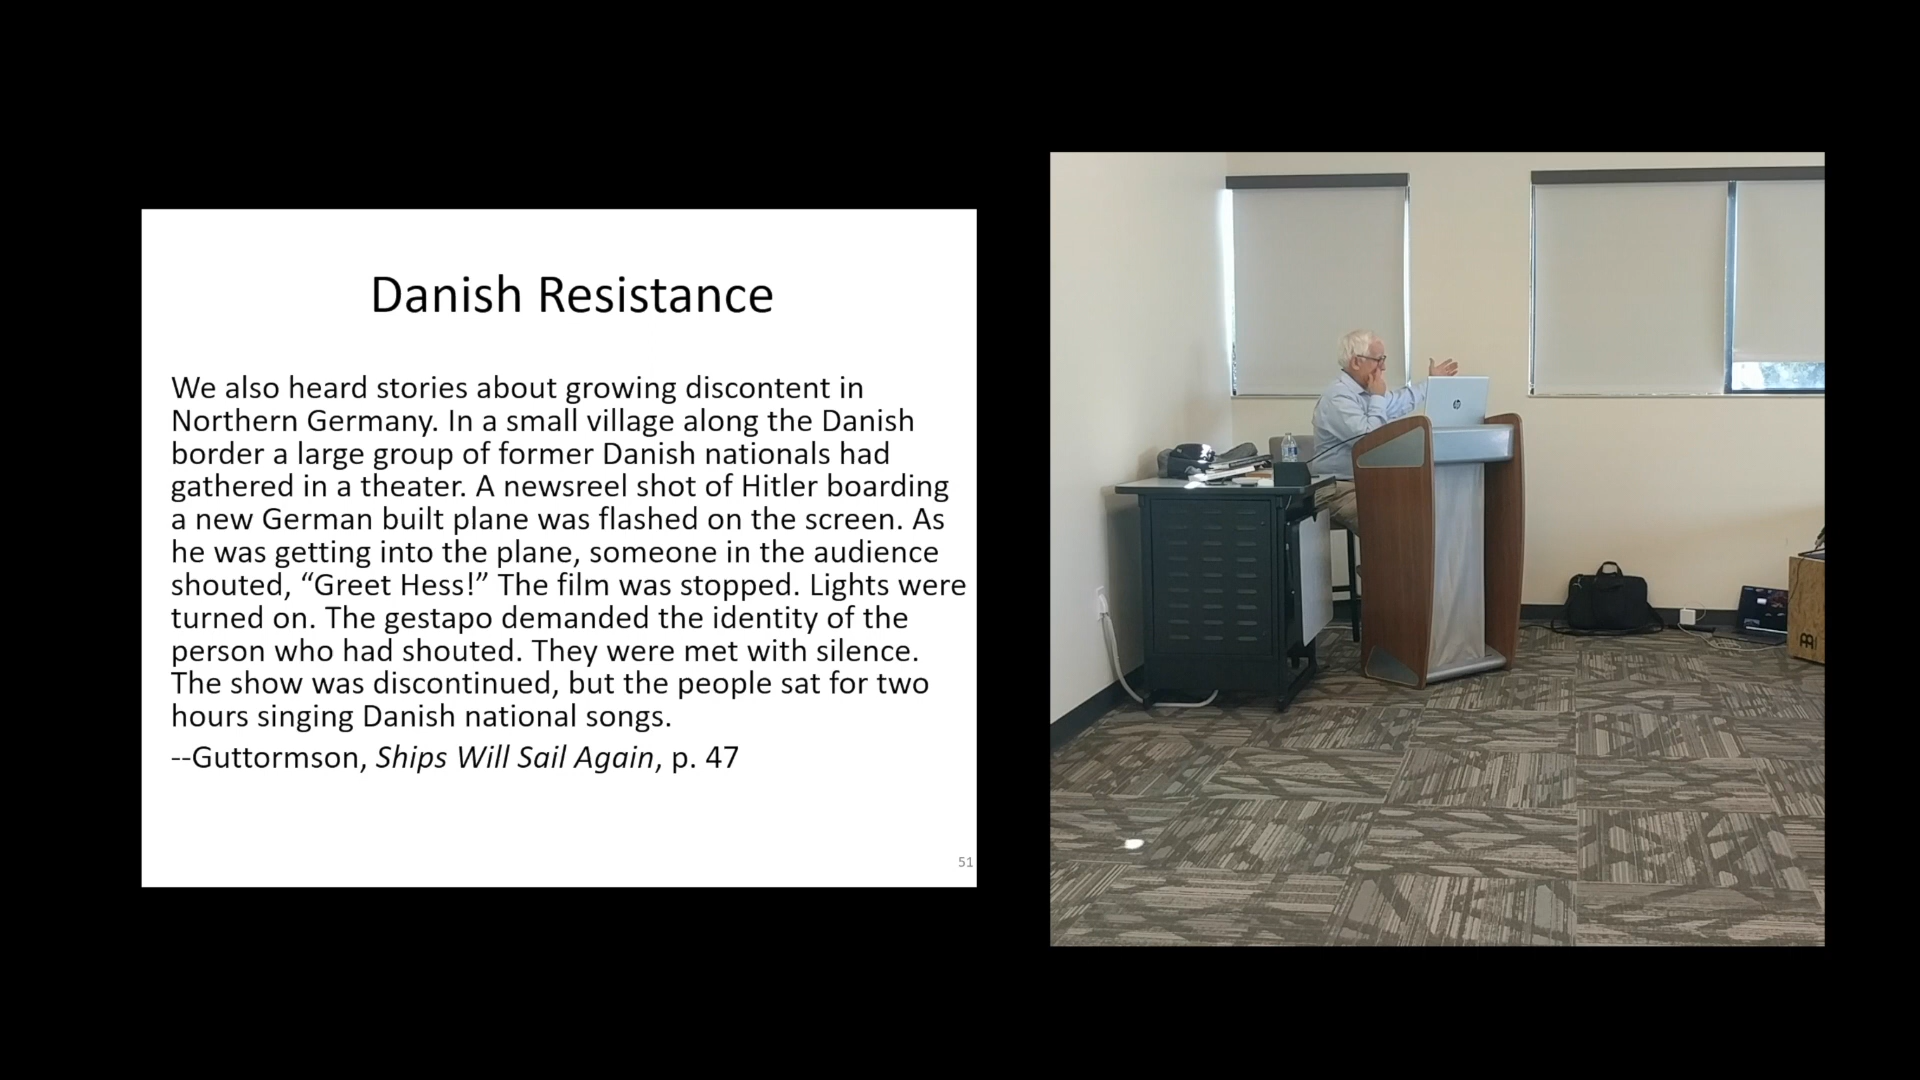 Danish Resistance
We also heard stories about growing discontent in
Northern Germany. In a small village along the Danish
border a large group of former Danish nationals had
gathered in a theater. A newsreel shot of Hitler boarding
a new German built plane was flashed on the screen. As
he was getting into the plane, someone in the audience
shouted, “Greet Hess!” The film was stopped. Lights were
turned on. The gestapo demanded the identity of the
person who had shouted. They were met with silence.
The show was discontinued, but the people sat for two
hours singing Danish national songs.
--Guttormson, Ships Will Sail Again, p. 47
51
hp